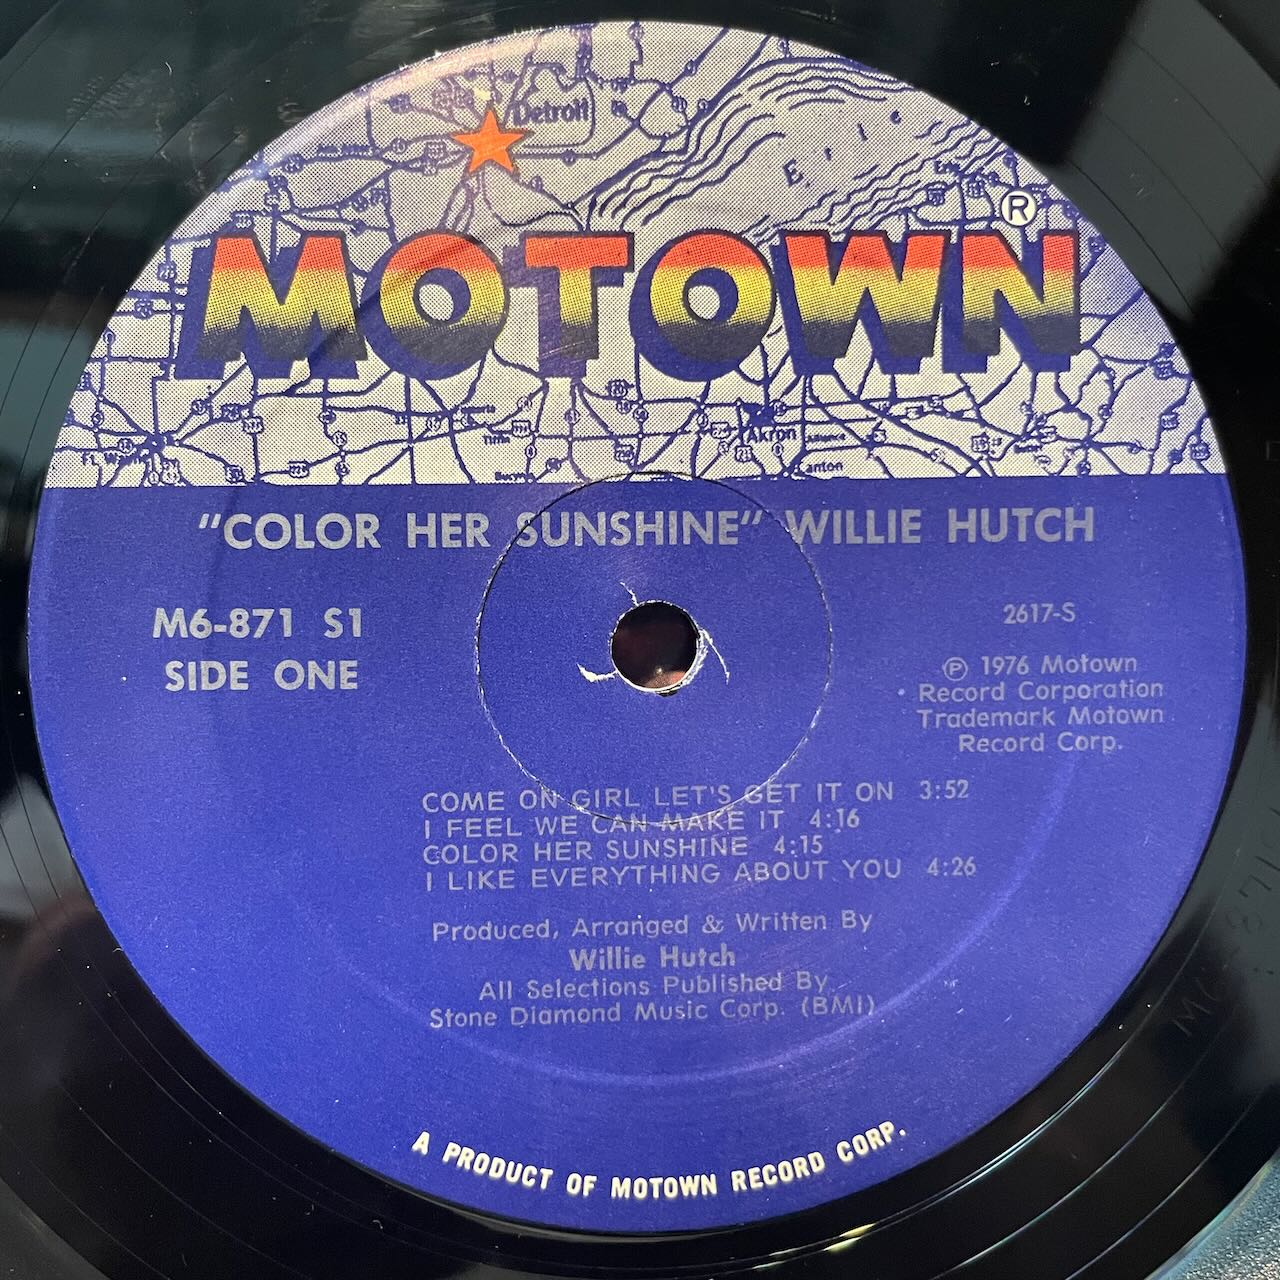 Detroit
Erie
®
MOTOWN
Akron
Alliance
Canton
"COLOR HER SUNSHINE" WILLIE HUTCH
M6-871 S1
SIDE ONE
2617-S
℗ 1976 Motown
Record Corporation
Trademark Motown
Record Corp.
COME ON GIRL LET'S GET IT ON 3:52
I FEEL WE CAN MAKE IT 4:16
COLOR HER SUNSHINE 4:15
I LIKE EVERYTHING ABOUT YOU 4:26
Produced, Arranged & Written By
Willie Hutch
All Selections Published By
Stone Diamond Music Corp. (BMI)
A PRODUCT OF MOTOWN RECORD CORP.